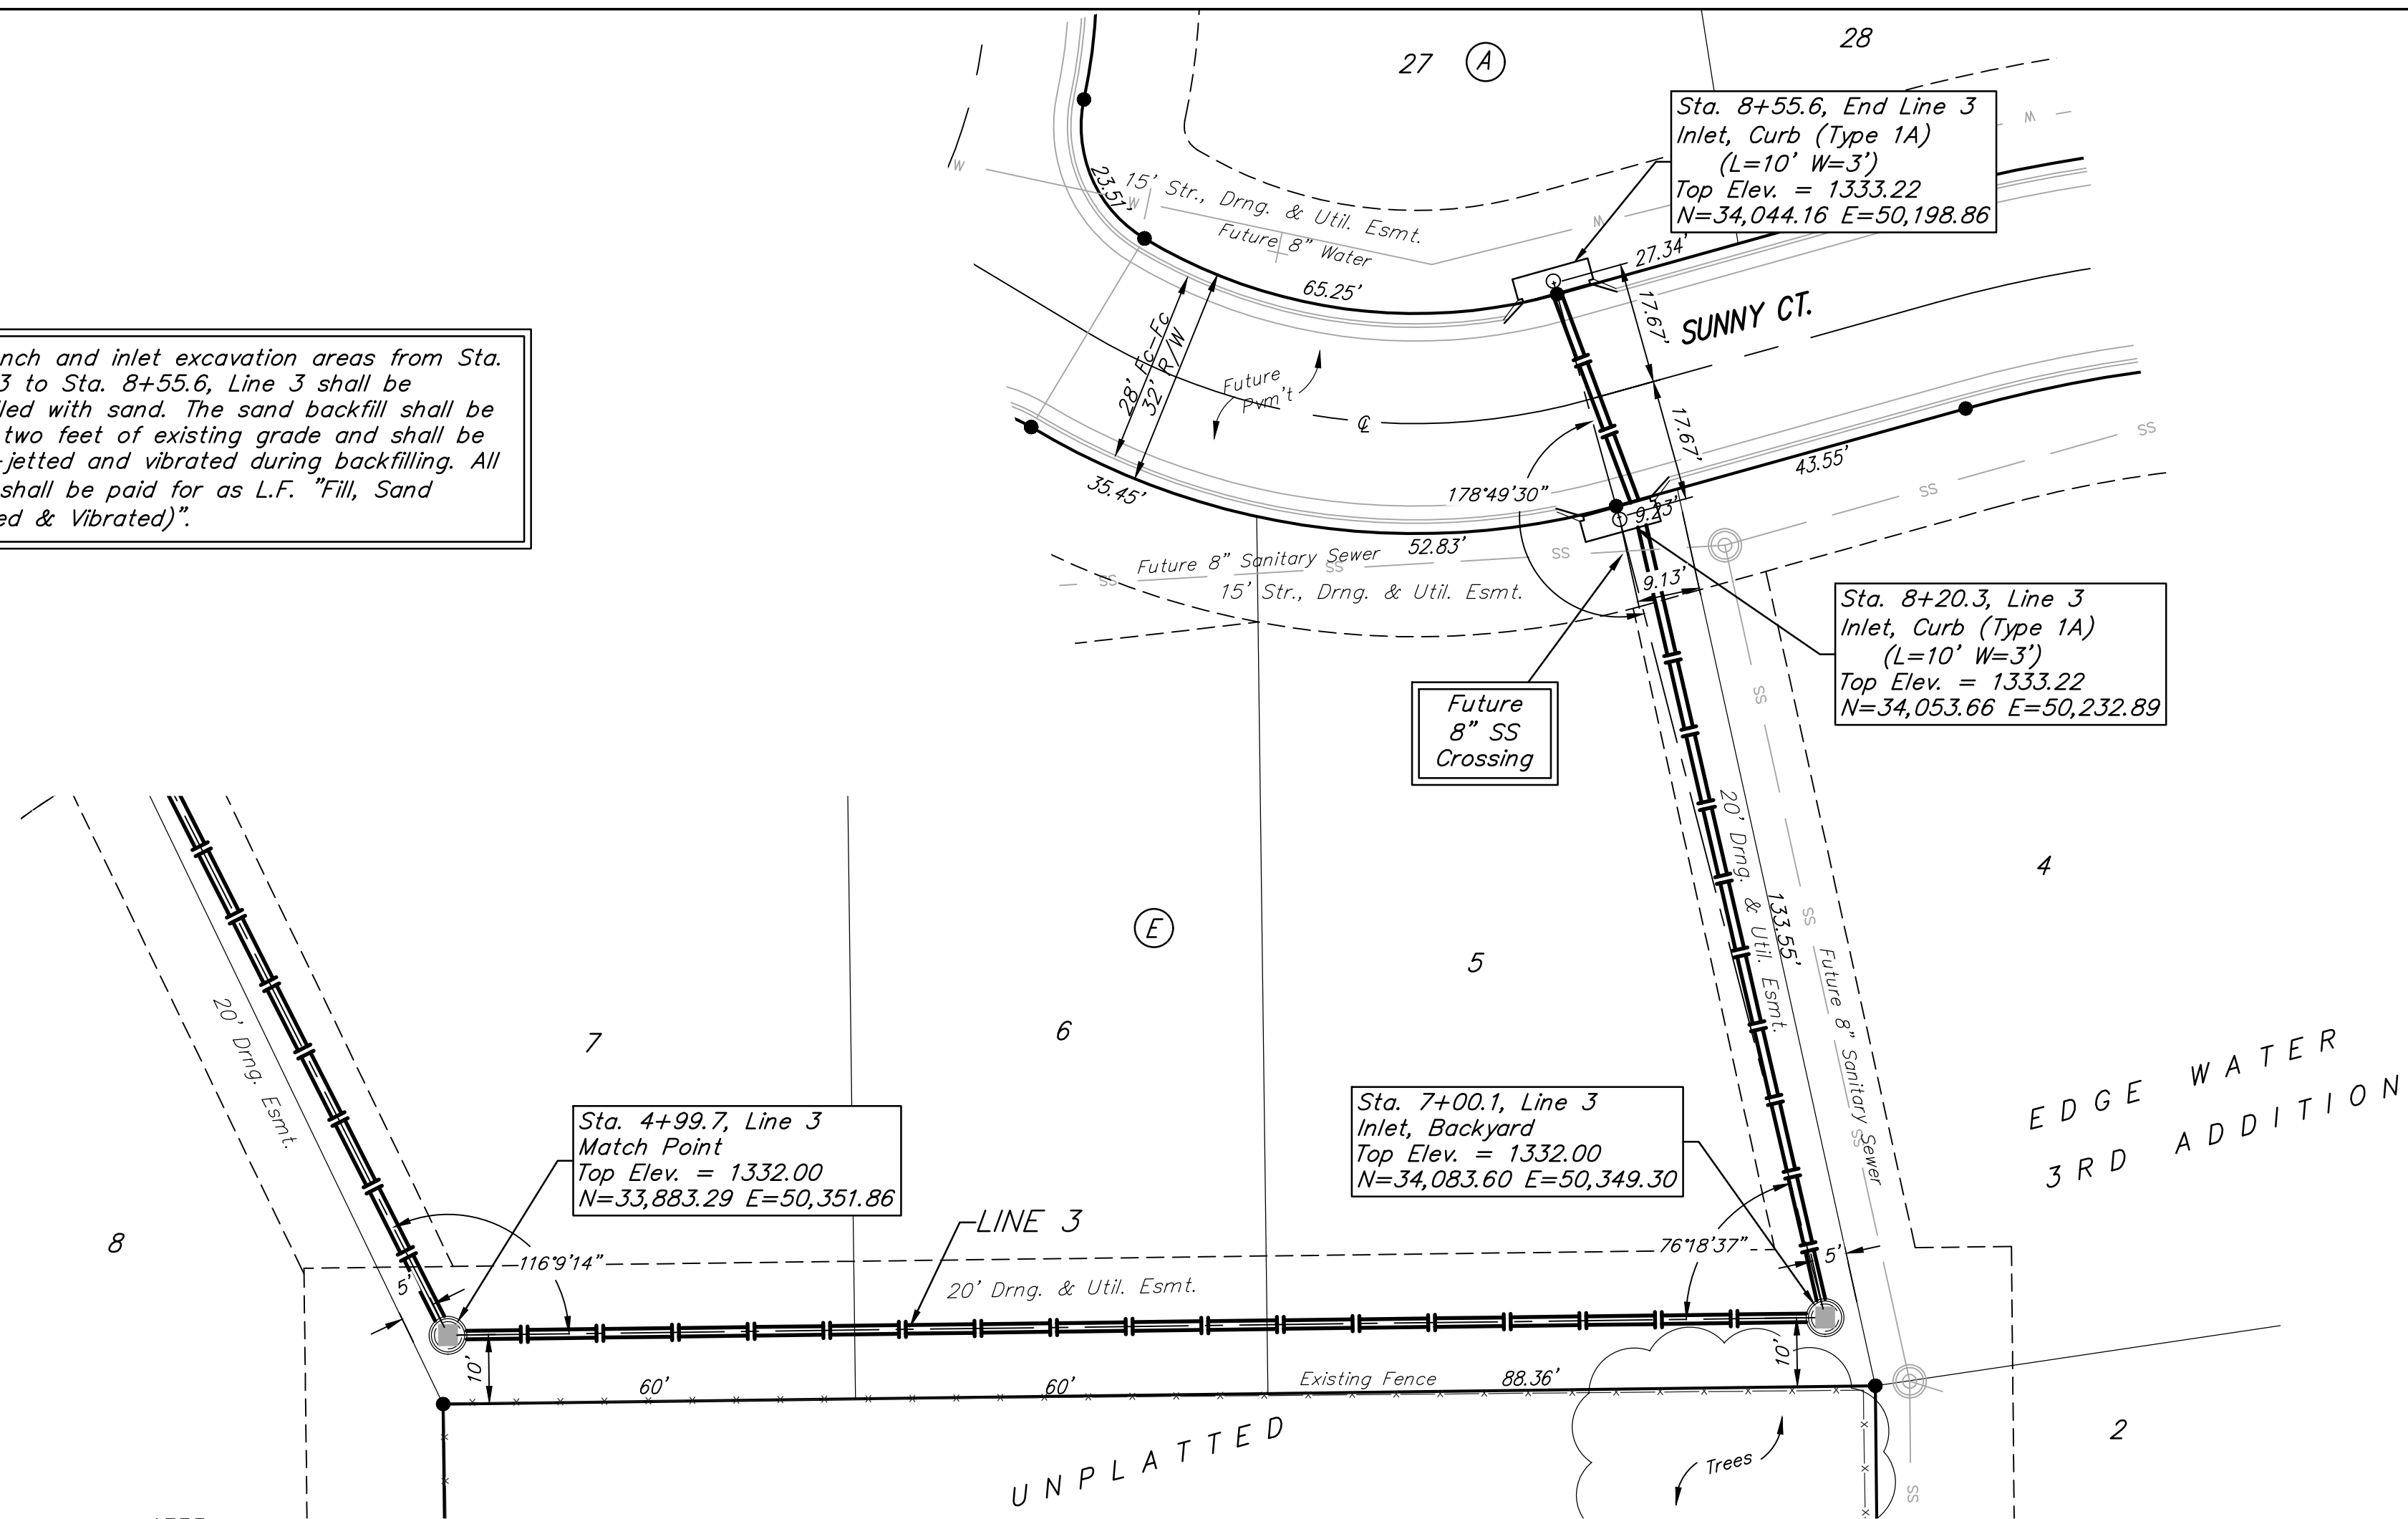 27
A
28
Sta. 8+55.6, End Line 3
Inlet, Curb (Type 1A)
(L=10' W=3')
Top Elev. = 1333.22
N=34,044.16 E=50,198.86
W
W
W
W
23.51'
15' Str., Drng. & Util. Esmt.
Future 8" Water
27.34'
65.25'
17.67'
SUNNY CT.
28' Fc-Fc
32' R/W
Future
Pvm't
℄
17.67'
nch and inlet excavation areas from Sta.
3 to Sta. 8+55.6, Line 3 shall be
led with sand. The sand backfill shall be
two feet of existing grade and shall be
-jetted and vibrated during backfilling. All
shall be paid for as L.F. "Fill, Sand
ed & Vibrated)".
35.45'
178°49'30"
43.55'
SS
SS
9.23'
52.83'
Future 8" Sanitary Sewer
SS
SS
SS
15' Str., Drng. & Util. Esmt.
9.13'
Sta. 8+20.3, Line 3
Inlet, Curb (Type 1A)
(L=10' W=3')
Top Elev. = 1333.22
N=34,053.66 E=50,232.89
Future
8" SS
Crossing
SS
20' Drng. & Util. Esmt.
133.55'
SS
Future 8" Sanitary Sewer
SS
4
E
5
6
7
8
20' Drng. Esmt.
EDGE WATER
3RD ADDITION
Sta. 4+99.7, Line 3
Match Point
Top Elev. = 1332.00
N=33,883.29 E=50,351.86
Sta. 7+00.1, Line 3
Inlet, Backyard
Top Elev. = 1332.00
N=34,083.60 E=50,349.30
LINE 3
116°9'14"
76°18'37"
5'
5'
20' Drng. & Util. Esmt.
10'
10'
60'
60'
Existing Fence
88.36'
UNPLATTED
Trees
2
SS